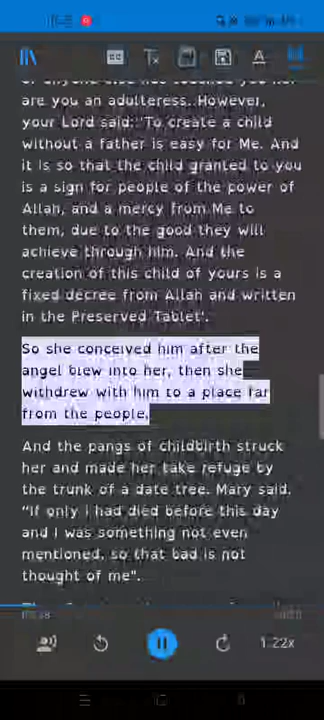 are you an adulteress. However,
your Lord said: 'To create a child
without a father is easy for Me. And
it is so that the child granted to you
is a sign for people of the power of
Allah, and a mercy from Me to
them, due to the good they will
achieve through him. And the
creation of this child of yours is a
fixed decree from Allah and written
in the Preserved Tablet'.
So she conceived him after the
angel blew into her, then she
withdrew with him to a place far
from the people.
And the pangs of childbirth struck
her and made her take refuge by
the trunk of a date tree. Mary said.
"If only I had died before this day
and I was something not even
mentioned, so that bad is not
thought of me".
1.22x